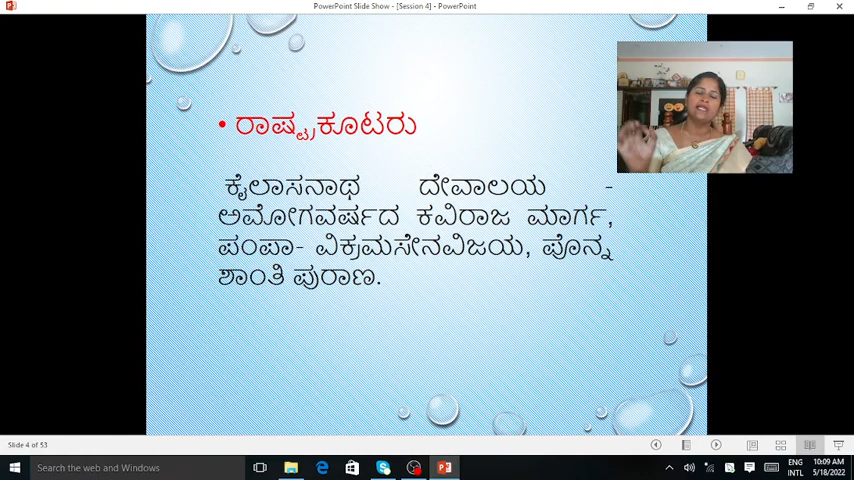 PowerPoint Slide Show - [Session 4] - PowerPoint
• ರಾಷ್ಟ್ರಕೂಟರು
ಕೈಲಾಸನಾಥ ದೇವಾಲಯ -
ಅಮೋಗವರ್ಷದ ಕವಿರಾಜ ಮಾರ್ಗ,
ಪಂಪಾ- ವಿಕ್ರಮಸೇನವಿಜಯ, ಪೊನ್ನ
ಶಾಂತಿ ಪುರಾಣ.
Slide 4 of 53
Search the web and Windows
ENG
INTL
10:09 AM
5/18/2022